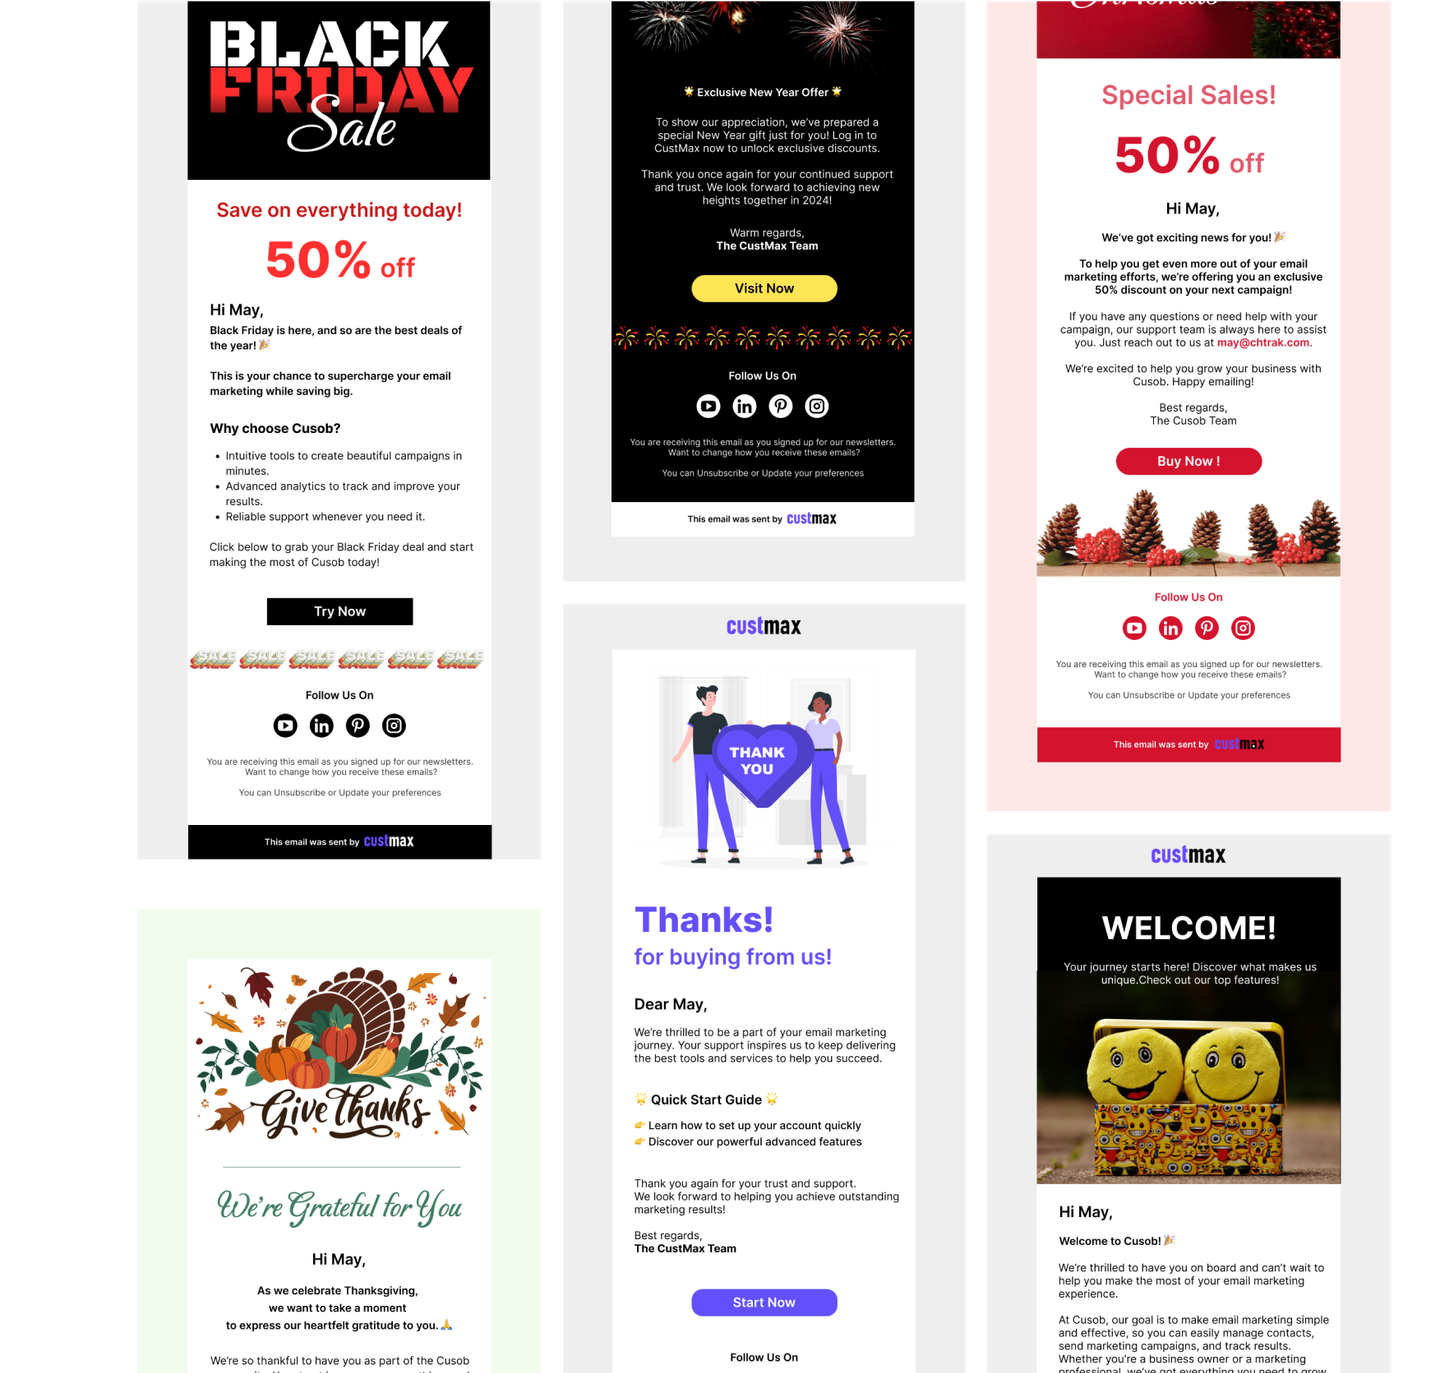 BLACK
FRIDAY
Sale
Save on everything today!
50% off
Hi May,
Black Friday is here, and so are the best deals of
the year! 🎉
This is your chance to supercharge your email
marketing while saving big.
Why choose Cusob?
• Intuitive tools to create beautiful campaigns in
minutes.
• Advanced analytics to track and improve your
results.
• Reliable support whenever you need it.
Click below to grab your Black Friday deal and start
making the most of Cusob today!
Try Now
SALE SALE SALE SALE SALE SALE
Follow Us On
You are receiving this email as you signed up for our newsletters.
Want to change how you receive these emails?
You can Unsubscribe or Update your preferences
This email was sent by custmax
Give Thanks
We're Grateful for You
Hi May,
As we celebrate Thanksgiving,
we want to take a moment
to express our heartfelt gratitude to you. 🙏
We're so thankful to have you as part of the Cusob
🌟 Exclusive New Year Offer 🌟
To show our appreciation, we've prepared a
special New Year gift just for you! Log in to
CustMax now to unlock exclusive discounts.
Thank you once again for your continued support
and trust. We look forward to achieving new
heights together in 2024!
Warm regards,
The CustMax Team
Visit Now
Follow Us On
You are receiving this email as you signed up for our newsletters.
Want to change how you receive these emails?
You can Unsubscribe or Update your preferences
This email was sent by custmax
custmax
THANK
YOU
Thanks!
for buying from us!
Dear May,
We're thrilled to be a part of your email marketing
journey. Your support inspires us to keep delivering
the best tools and services to help you succeed.
🌟 Quick Start Guide 🌟
👉 Learn how to set up your account quickly
👉 Discover our powerful advanced features
Thank you again for your trust and support.
We look forward to helping you achieve outstanding
marketing results!
Best regards,
The CustMax Team
Start Now
Follow Us On
Christmas
Special Sales!
50% off
Hi May,
We've got exciting news for you! 🎉
To help you get even more out of your email
marketing efforts, we're offering you an exclusive
50% discount on your next campaign!
If you have any questions or need help with your
campaign, our support team is always here to assist
you. Just reach out to us at may@chtrak.com.
We're excited to help you grow your business with
Cusob. Happy emailing!
Best regards,
The Cusob Team
Buy Now !
Follow Us On
You are receiving this email as you signed up for our newsletters.
Want to change how you receive these emails?
You can Unsubscribe or Update your preferences
This email was sent by custmax
custmax
WELCOME!
Your journey starts here! Discover what makes us
unique.Check out our top features!
Hi May,
Welcome to Cusob! 🎉
We're thrilled to have you on board and can't wait to
help you make the most of your email marketing
experience.
At Cusob, our goal is to make email marketing simple
and effective, so you can easily manage contacts,
send marketing campaigns, and track results.
Whether you're a business owner or a marketing
professional, we've got everything you need to grow